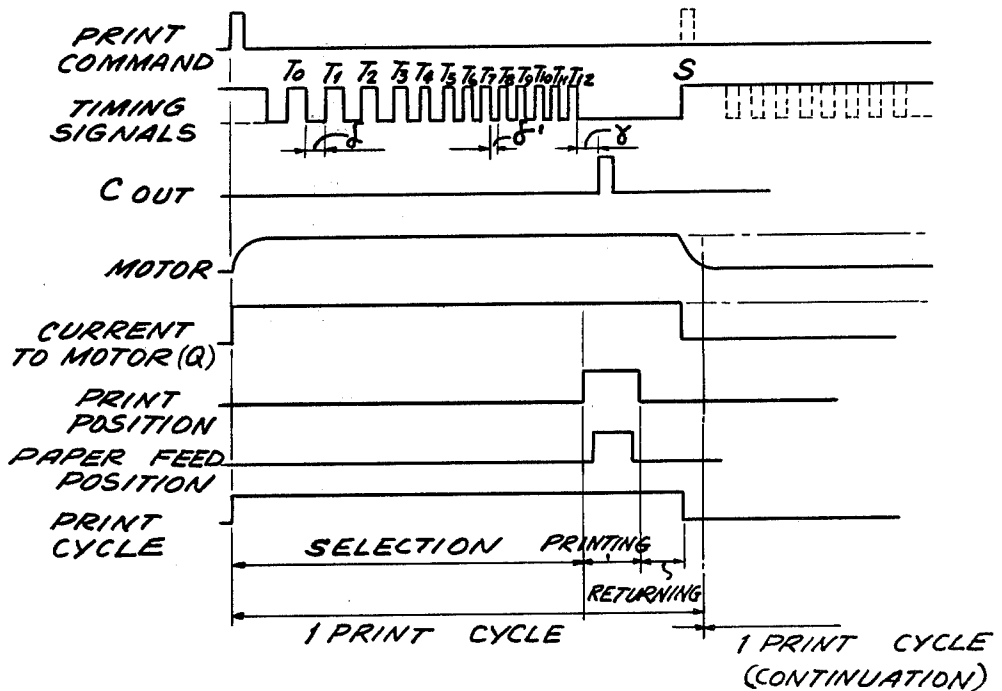 PRINT
COMMAND
T0 T1 T2 T3 T4 T5 T6 T7 T8 T9 T10 T11 T12
S
TIMING
SIGNALS
δ δ' γ
C OUT
MOTOR
CURRENT
TO MOTOR (Q)
PRINT
POSITION
PAPER FEED
POSITION
PRINT
CYCLE
SELECTION PRINTING
RETURNING
1 PRINT CYCLE
1 PRINT CYCLE
(CONTINUATION)